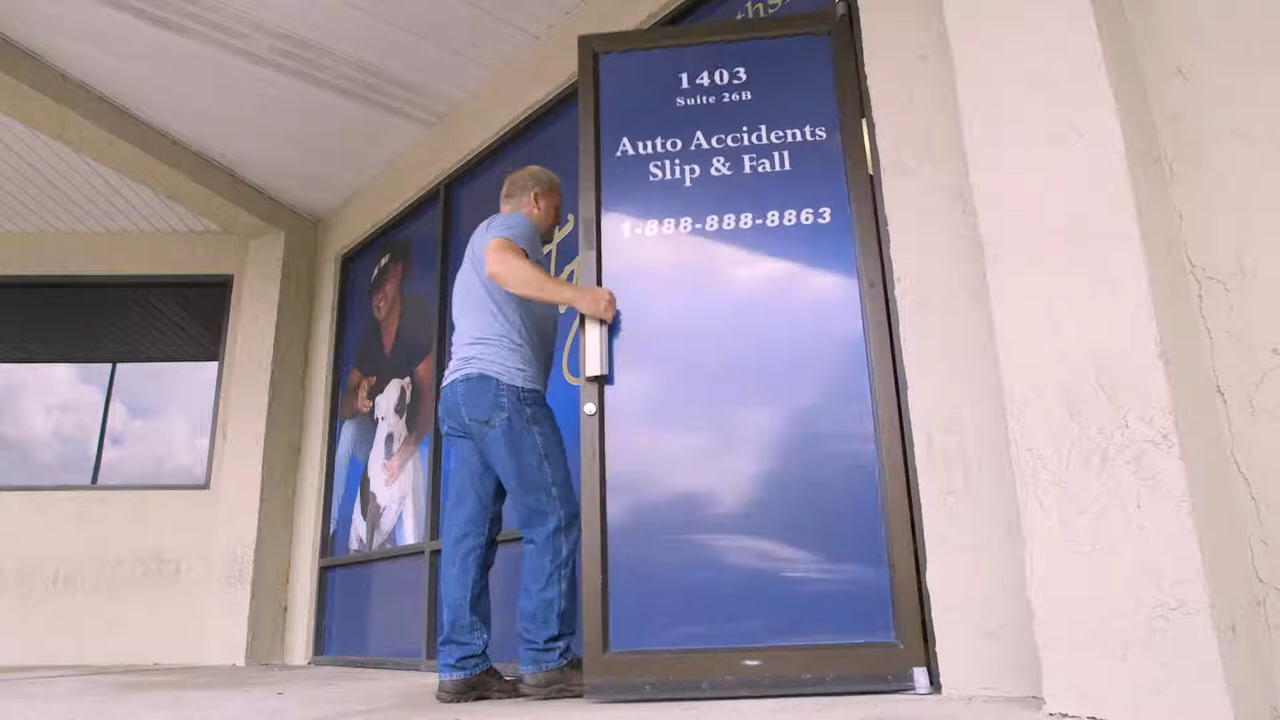 1403
Suite 26B
Auto Accidents
Slip & Fall
1-888-888-8863